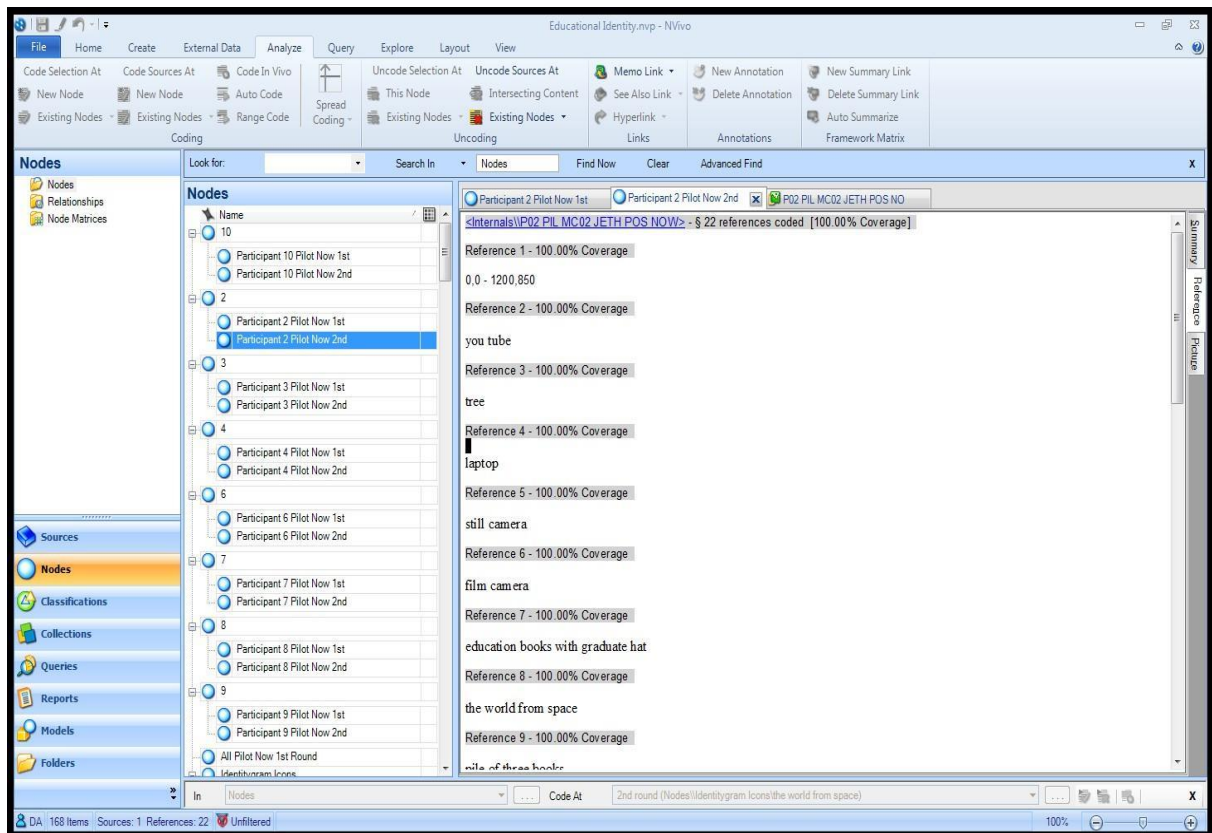 Educational Identity.nvp - NVivo
File Home Create External Data Analyze Query Explore Layout View
Code Selection At Code Sources At Code In Vivo Uncode Selection At Uncode Sources At Memo Link New Annotation New Summary Link
New Node New Node Auto Code Spread Coding This Node Intersecting Content See Also Link Delete Annotation Delete Summary Link
Existing Nodes Existing Nodes Range Code Existing Nodes Existing Nodes Hyperlink Auto Summarize
Coding Uncoding Links Annotations Framework Matrix
Nodes
Nodes
Relationships
Node Matrices
Sources
Nodes
Classifications
Collections
Queries
Reports
Models
Folders
Look for: Search In Nodes Find Now Clear Advanced Find X
Nodes
Name
10
Participant 10 Pilot Now 1st
Participant 10 Pilot Now 2nd
2
Participant 2 Pilot Now 1st
Participant 2 Pilot Now 2nd
3
Participant 3 Pilot Now 1st
Participant 3 Pilot Now 2nd
4
Participant 4 Pilot Now 1st
Participant 4 Pilot Now 2nd
6
Participant 6 Pilot Now 1st
Participant 6 Pilot Now 2nd
7
Participant 7 Pilot Now 1st
Participant 7 Pilot Now 2nd
8
Participant 8 Pilot Now 1st
Participant 8 Pilot Now 2nd
9
Participant 9 Pilot Now 1st
Participant 9 Pilot Now 2nd
All Pilot Now 1st Round
Identitygram Icons
Participant 2 Pilot Now 1st Participant 2 Pilot Now 2nd P02 PIL MC02 JETH POS NO
<Internals\\P02 PIL MC02 JETH POS NOW> - § 22 references coded [100.00% Coverage]
Reference 1 - 100.00% Coverage
0,0 - 1200,850
Reference 2 - 100.00% Coverage
you tube
Reference 3 - 100.00% Coverage
tree
Reference 4 - 100.00% Coverage
laptop
Reference 5 - 100.00% Coverage
still camera
Reference 6 - 100.00% Coverage
film camera
Reference 7 - 100.00% Coverage
education books with graduate hat
Reference 8 - 100.00% Coverage
the world from space
Reference 9 - 100.00% Coverage
pile of three books
Summary
Reference
Picture
In Nodes ... Code At 2nd round (Nodes\\Identitygram Icons\the world from space) ... X
DA 168 Items Sources: 1 References: 22 Unfiltered 100%